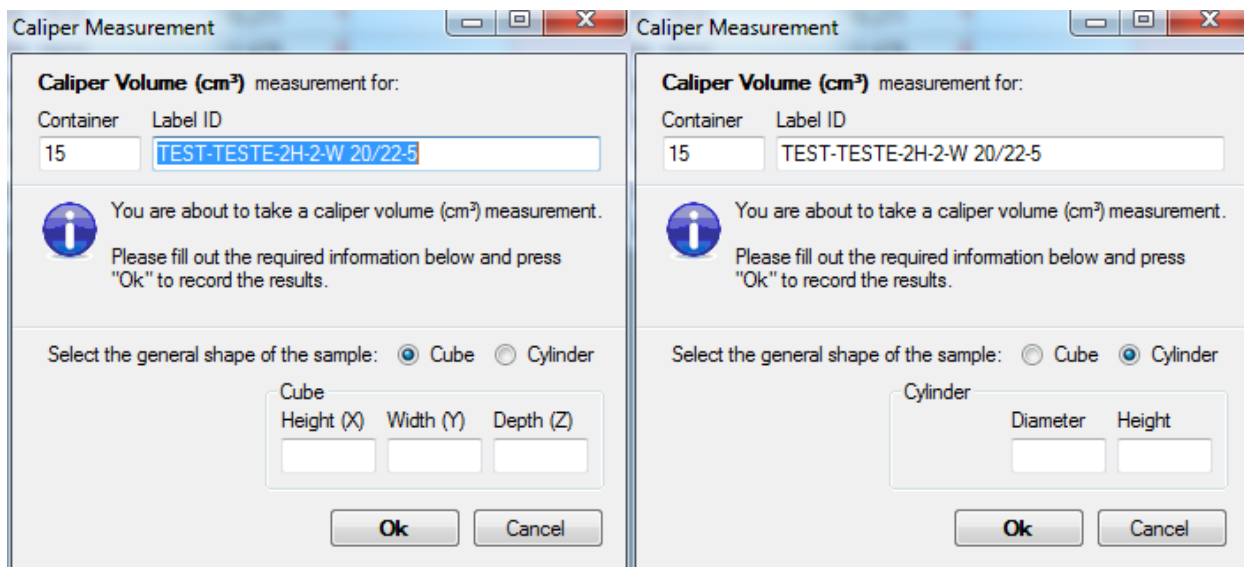 Caliper Measurement
Caliper Volume (cm³) measurement for:
Container Label ID
15 TEST-TESTE-2H-2-W 20/22-5
You are about to take a caliper volume (cm³) measurement.
Please fill out the required information below and press
"Ok" to record the results.
Select the general shape of the sample: Cube Cylinder
Cube
Height (X) Width (Y) Depth (Z)
Ok Cancel
Caliper Measurement
Caliper Volume (cm³) measurement for:
Container Label ID
15 TEST-TESTE-2H-2-W 20/22-5
You are about to take a caliper volume (cm³) measurement.
Please fill out the required information below and press
"Ok" to record the results.
Select the general shape of the sample: Cube Cylinder
Cylinder
Diameter Height
Ok Cancel